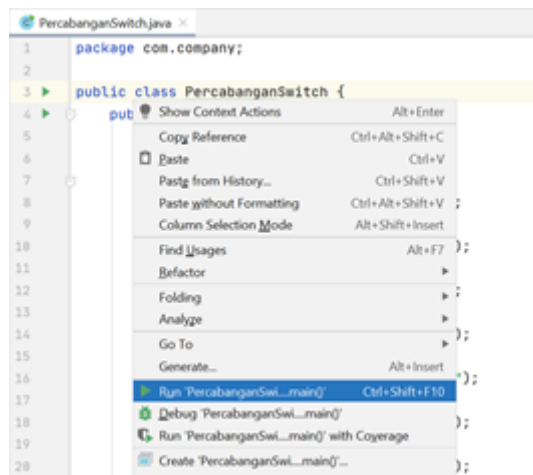 PercabanganSwitch.java
1 package com.company;
2
3 public class PercabanganSwitch {
4 pub
Show Context Actions Alt+Enter
5 Copy Reference Ctrl+Alt+Shift+C
6 Paste Ctrl+V
7 Paste from History... Ctrl+Shift+V
8 Paste without Formatting Ctrl+Alt+Shift+V ;
9 Column Selection Mode Alt+Shift+Insert
10 Find Usages Alt+F7 );
11 Refactor
12 Folding ;
13 Analyze
14 Go To );
15 Generate... Alt+Insert
16 ");
17 Run 'PercabanganSwi....main()' Ctrl+Shift+F10
18 Debug 'PercabanganSwi....main()' );
19 Run 'PercabanganSwi....main()' with Coverage
20 Create 'PercabanganSwi....main()'... );